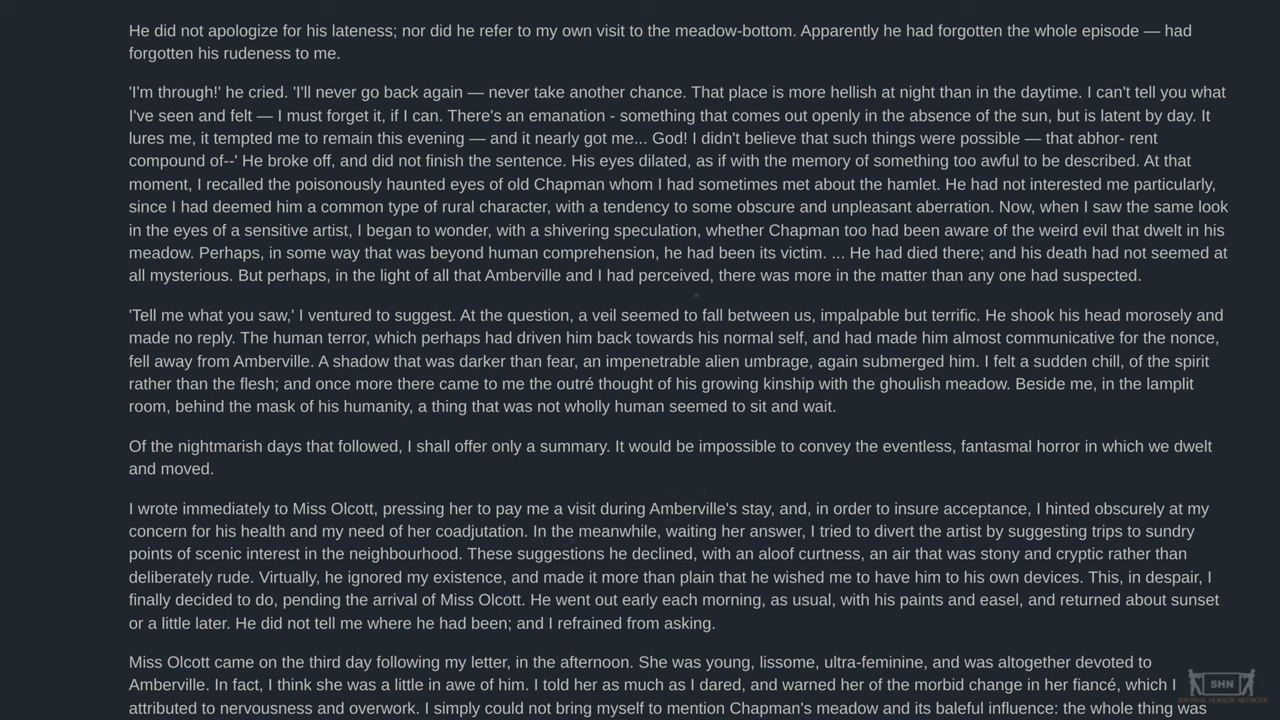 He did not apologize for his lateness; nor did he refer to my own visit to the meadow-bottom. Apparently he had forgotten the whole episode — had
forgotten his rudeness to me.
'I'm through!' he cried. 'I'll never go back again — never take another chance. That place is more hellish at night than in the daytime. I can't tell you what
I've seen and felt — I must forget it, if I can. There's an emanation - something that comes out openly in the absence of the sun, but is latent by day. It
lures me, it tempted me to remain this evening — and it nearly got me... God! I didn't believe that such things were possible — that abhor- rent
compound of--' He broke off, and did not finish the sentence. His eyes dilated, as if with the memory of something too awful to be described. At that
moment, I recalled the poisonously haunted eyes of old Chapman whom I had sometimes met about the hamlet. He had not interested me particularly,
since I had deemed him a common type of rural character, with a tendency to some obscure and unpleasant aberration. Now, when I saw the same look
in the eyes of a sensitive artist, I began to wonder, with a shivering speculation, whether Chapman too had been aware of the weird evil that dwelt in his
meadow. Perhaps, in some way that was beyond human comprehension, he had been its victim. ... He had died there; and his death had not seemed at
all mysterious. But perhaps, in the light of all that Amberville and I had perceived, there was more in the matter than any one had suspected.
'Tell me what you saw,' I ventured to suggest. At the question, a veil seemed to fall between us, impalpable but terrific. He shook his head morosely and
made no reply. The human terror, which perhaps had driven him back towards his normal self, and had made him almost communicative for the nonce,
fell away from Amberville. A shadow that was darker than fear, an impenetrable alien umbrage, again submerged him. I felt a sudden chill, of the spirit
rather than the flesh; and once more there came to me the outré thought of his growing kinship with the ghoulish meadow. Beside me, in the lamplit
room, behind the mask of his humanity, a thing that was not wholly human seemed to sit and wait.
Of the nightmarish days that followed, I shall offer only a summary. It would be impossible to convey the eventless, fantasmal horror in which we dwelt
and moved.
I wrote immediately to Miss Olcott, pressing her to pay me a visit during Amberville's stay, and, in order to insure acceptance, I hinted obscurely at my
concern for his health and my need of her coadjutation. In the meanwhile, waiting her answer, I tried to divert the artist by suggesting trips to sundry
points of scenic interest in the neighbourhood. These suggestions he declined, with an aloof curtness, an air that was stony and cryptic rather than
deliberately rude. Virtually, he ignored my existence, and made it more than plain that he wished me to have him to his own devices. This, in despair, I
finally decided to do, pending the arrival of Miss Olcott. He went out early each morning, as usual, with his paints and easel, and returned about sunset
or a little later. He did not tell me where he had been; and I refrained from asking.
Miss Olcott came on the third day following my letter, in the afternoon. She was young, lissome, ultra-feminine, and was altogether devoted to
Amberville. In fact, I think she was a little in awe of him. I told her as much as I dared, and warned her of the morbid change in her fiancé, which I
attributed to nervousness and overwork. I simply could not bring myself to mention Chapman's meadow and its baleful influence: the whole thing was
SHN